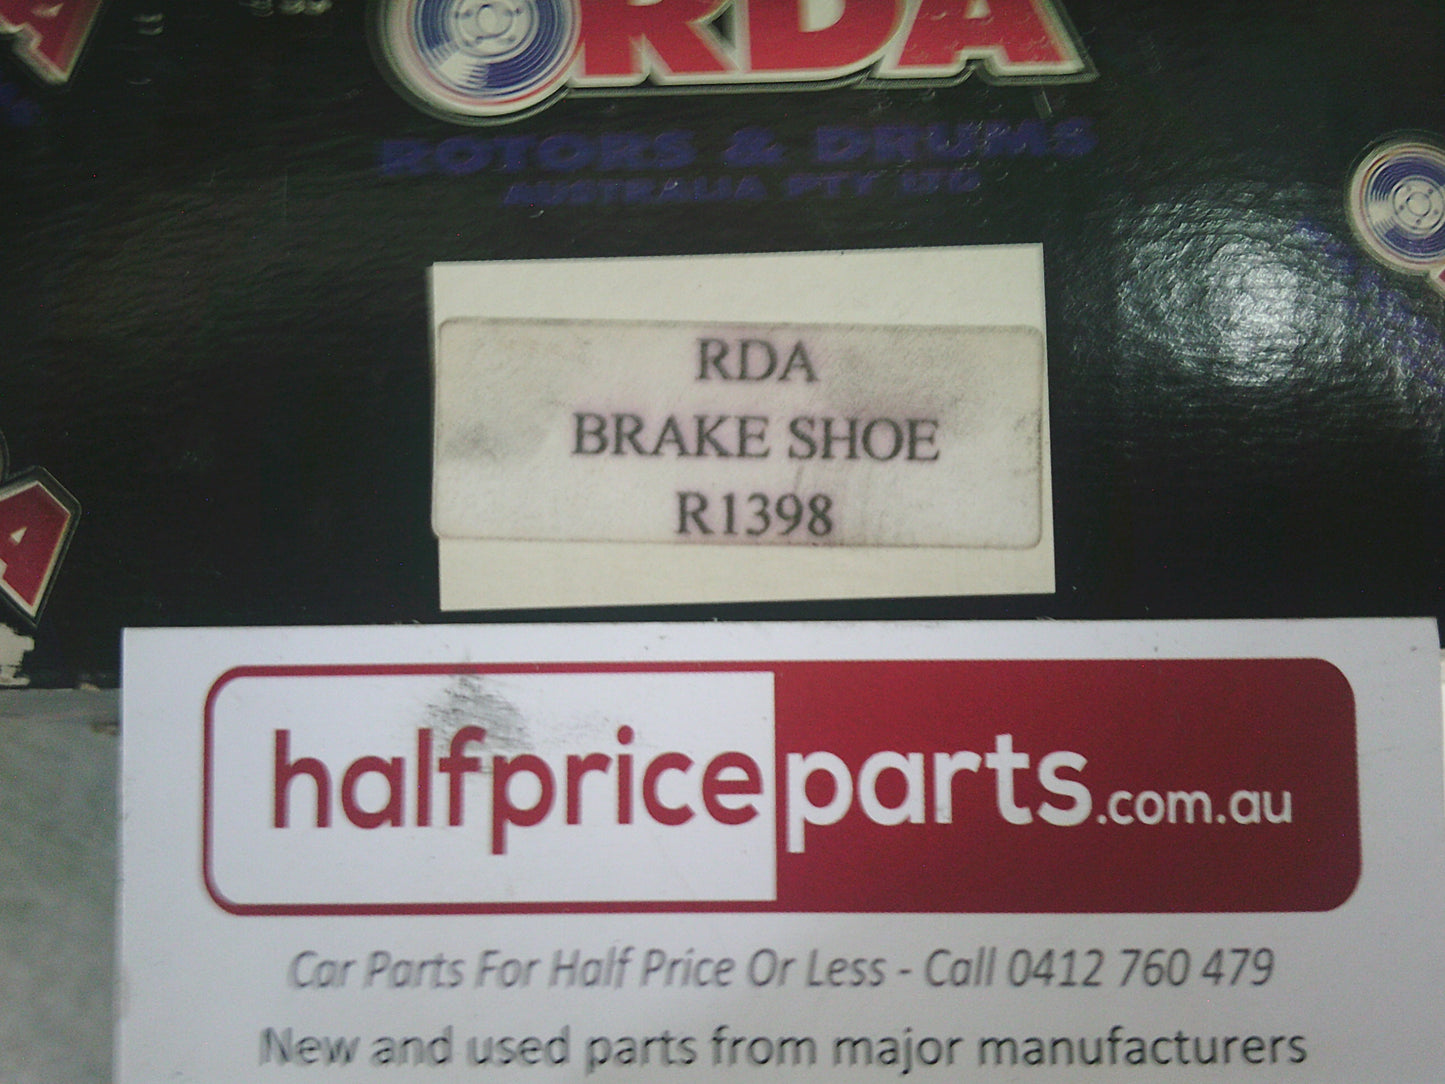 RDA
ROTORS & DRUMS
AUSTRALIA PTY LTD
RDA
BRAKE SHOE
R1398
halfpriceparts.com.au
Car Parts For Half Price Or Less - Call 0412 760 479
New and used parts from major manufacturers